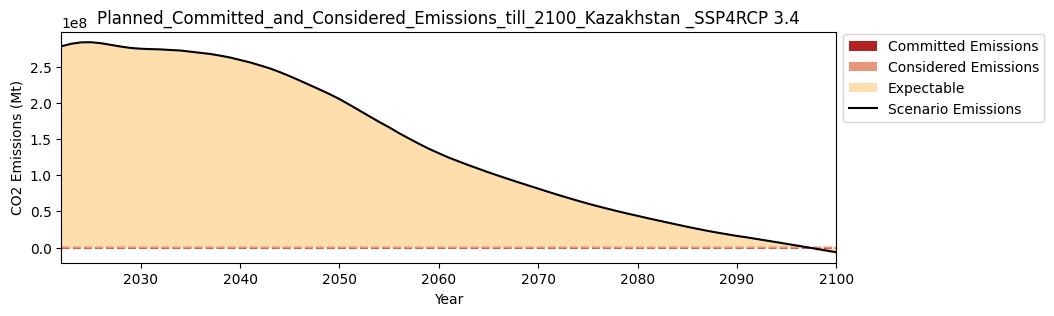 Planned_Committed_and_Considered_Emissions_till_2100_Kazakhstan _SSP4RCP 3.4
1e8
2.5
2.0
1.5
1.0
0.5
0.0
CO2 Emissions (Mt)
2030 2040 2050 2060 2070 2080 2090 2100
Year
Committed Emissions
Considered Emissions
Expectable
Scenario Emissions